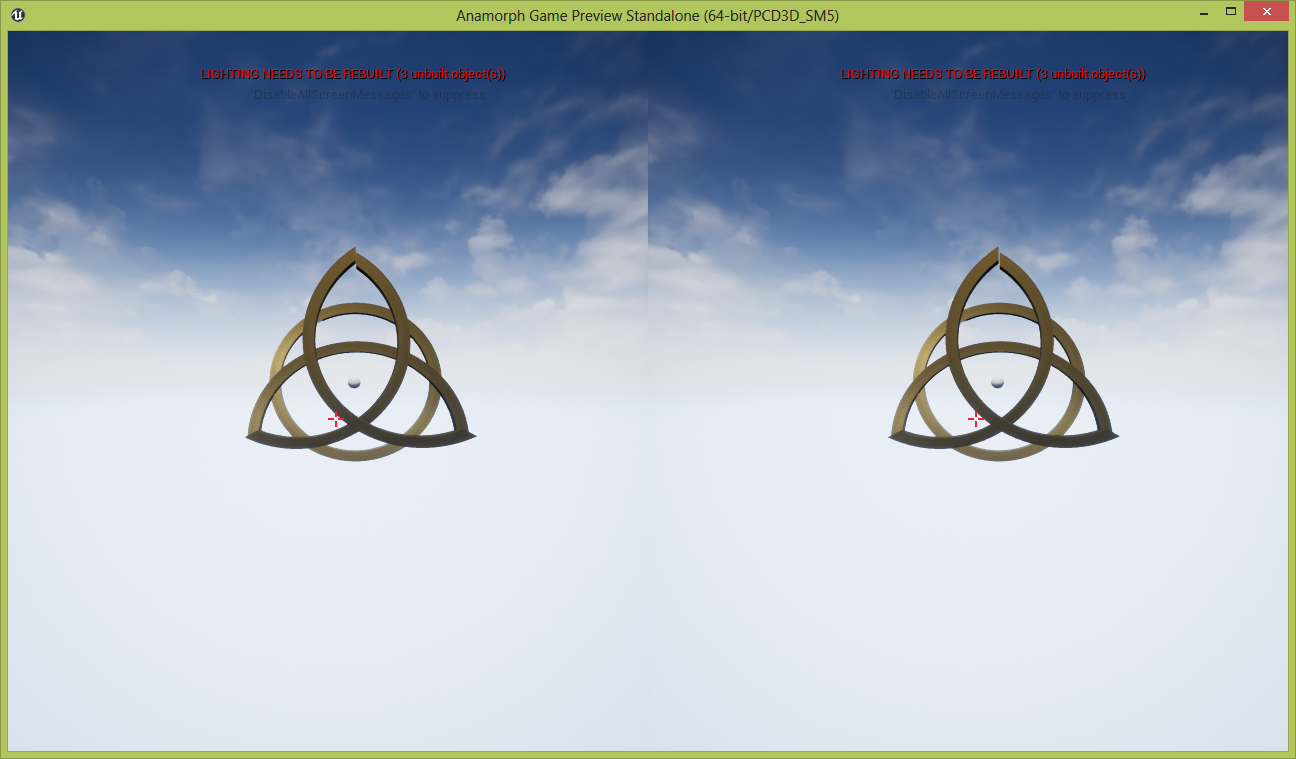 Anamorph Game Preview Standalone (64-bit/PCD3D_SM5)
LIGHTING NEEDS TO BE REBUILT (3 unbuilt object(s))
'DisableAllScreenMessages' to suppress
LIGHTING NEEDS TO BE REBUILT (3 unbuilt object(s))
'DisableAllScreenMessages' to suppress